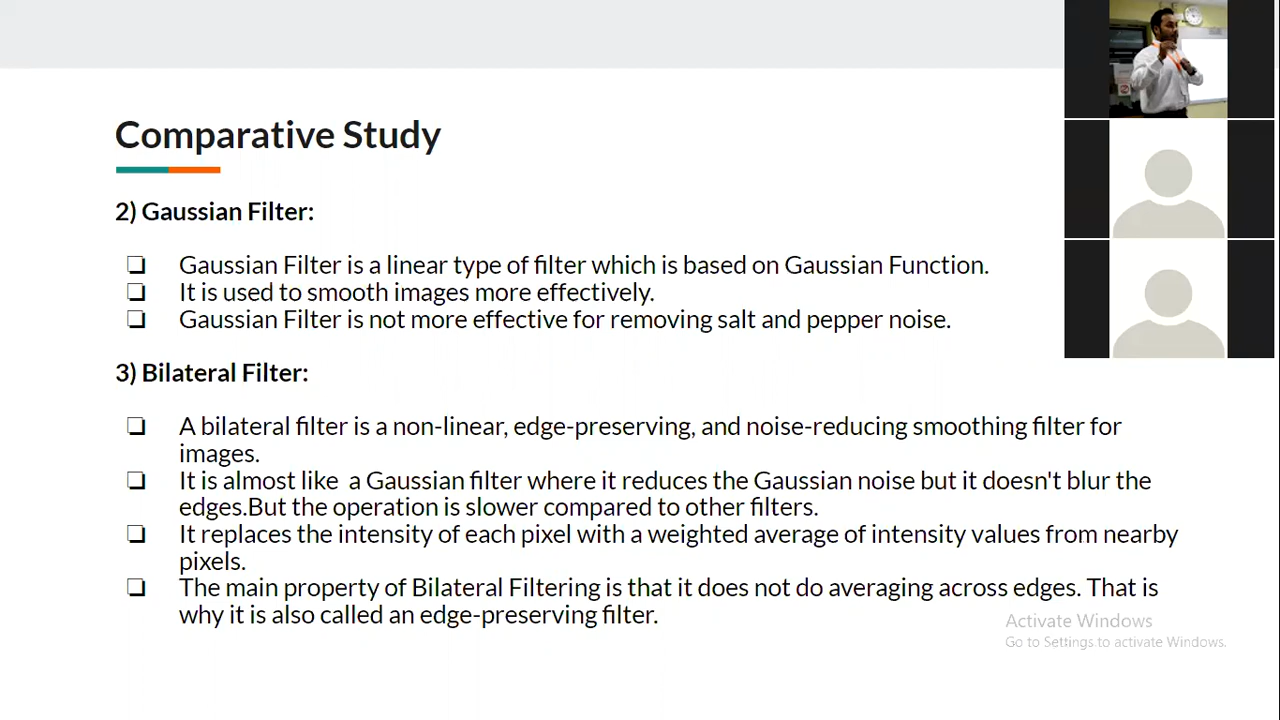 Comparative Study
2) Gaussian Filter:
Gaussian Filter is a linear type of filter which is based on Gaussian Function.
It is used to smooth images more effectively.
Gaussian Filter is not more effective for removing salt and pepper noise.
3) Bilateral Filter:
A bilateral filter is a non-linear, edge-preserving, and noise-reducing smoothing filter for
images.
It is almost like  a Gaussian filter where it reduces the Gaussian noise but it doesn't blur the
edges.But the operation is slower compared to other filters.
It replaces the intensity of each pixel with a weighted average of intensity values from nearby
pixels.
The main property of Bilateral Filtering is that it does not do averaging across edges. That is
why it is also called an edge-preserving filter.
Activate Windows
Go to Settings to activate Windows.